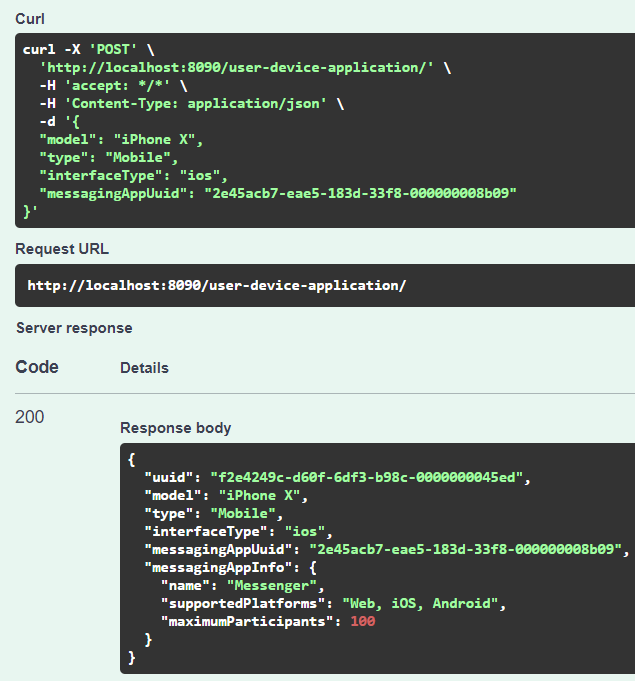 Curl
curl -X 'POST' \
  'http://localhost:8090/user-device-application/' \
  -H 'accept: */*' \
  -H 'Content-Type: application/json' \
  -d '{
  "model": "iPhone X",
  "type": "Mobile",
  "interfaceType": "ios",
  "messagingAppUuid": "2e45acb7-eae5-183d-33f8-000000008b09"
}'
Request URL
http://localhost:8090/user-device-application/
Server response
Code Details
200
Response body
{
  "uuid": "f2e4249c-d60f-6df3-b98c-0000000045ed",
  "model": "iPhone X",
  "type": "Mobile",
  "interfaceType": "ios",
  "messagingAppUuid": "2e45acb7-eae5-183d-33f8-000000008b09",
  "messagingAppInfo": {
    "name": "Messenger",
    "supportedPlatforms": "Web, iOS, Android",
    "maximumParticipants": 100
  }
}